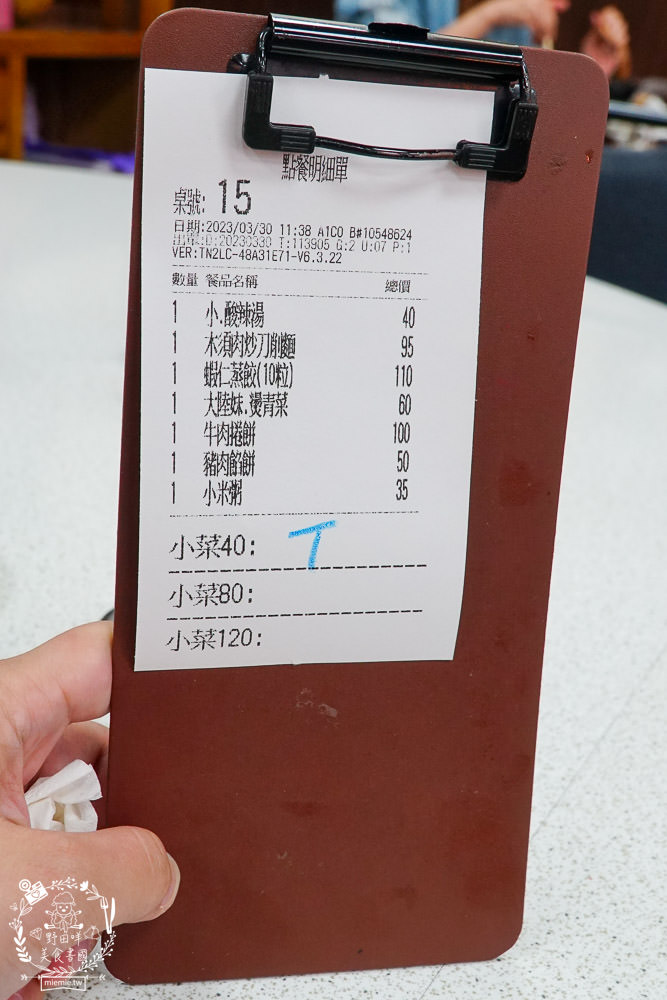 點餐明細單
桌號: 15
日期:2023/03/30 11:38 A1C0 B#10548624
出單:D:20230330 T:113905 G:2 U:07 P:1
VER:TN2LC-48A31E71-V6.3.22
數量 餐品名稱 總價
1 小.酸辣湯 40
1 木須肉炒刀削麵 95
1 蝦仁蒸餃(10粒) 110
1 大陸妹.燙青菜 60
1 牛肉捲餅 100
1 豬肉餡餅 50
1 小米粥 35
小菜40: T
小菜80:
小菜120:
野田咩
美食書國
miemie.tw